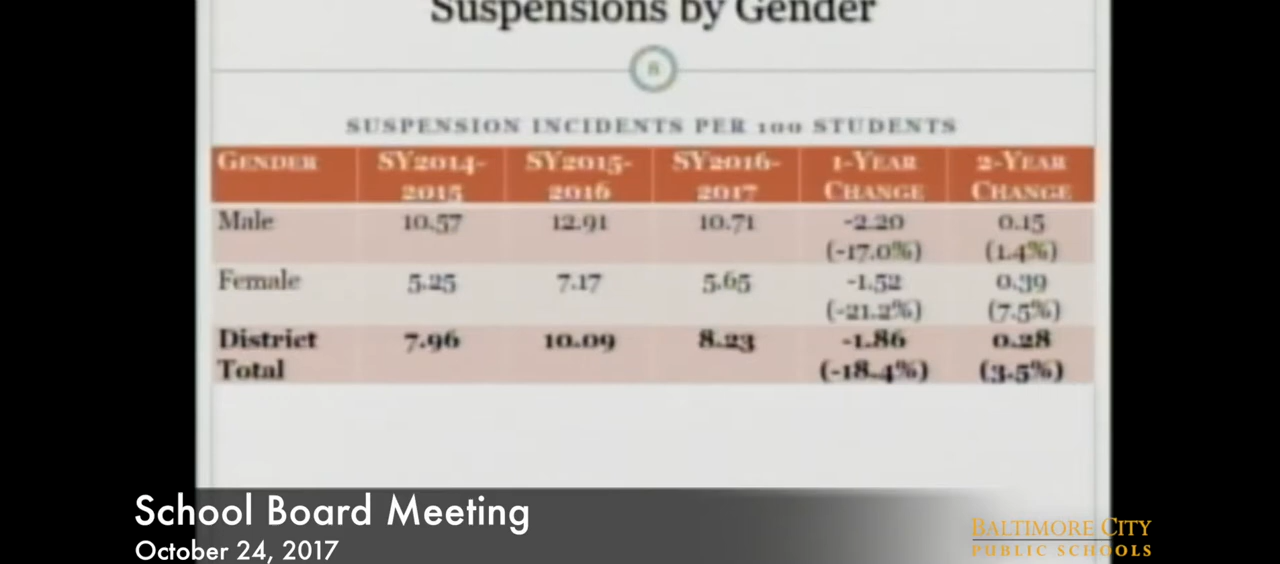 Suspensions by Gender
8
SUSPENSION INCIDENTS PER 100 STUDENTS
GENDER SY2014-2015 SY2015-2016 SY2016-2017 1-YEAR CHANGE 2-YEAR CHANGE
Male 10.57 12.91 10.71 -2.20 (-17.0%) 0.15 (1.4%)
Female 5.25 7.17 5.65 -1.52 (-21.2%) 0.39 (7.5%)
District Total 7.96 10.09 8.23 -1.86 (-18.4%) 0.28 (3.5%)
School Board Meeting
October 24, 2017
BALTIMORE CITY
PUBLIC SCHOOLS